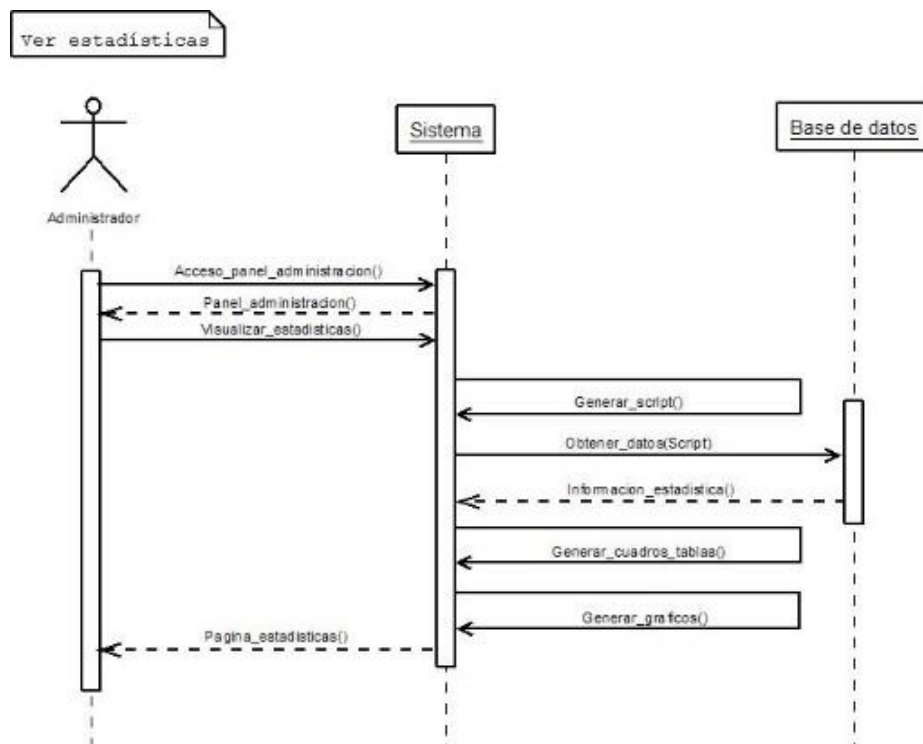 Ver estadísticas
Sistema
Base de datos
Administrador
Acceso_panel_administracion()
Panel_administracion()
Visualizar_estadisticas()
Generar_script()
Obtener_datos(Script)
Informacion_estadistica()
Generar_cuadros_tablas()
Generar_graficos()
Pagina_estadisticas()